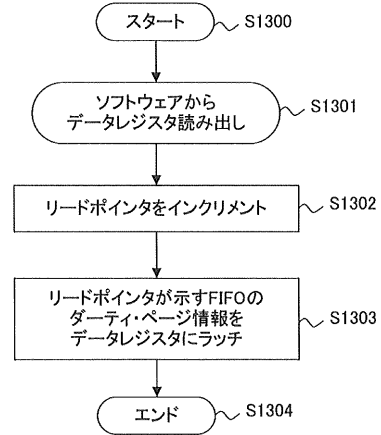 スタート
S1300
ソフトウェアから
データレジスタ読み出し
S1301
リードポインタをインクリメント
S1302
リードポインタが示すFIFOの
ダーティ・ページ情報を
データレジスタにラッチ
S1303
エンド
S1304